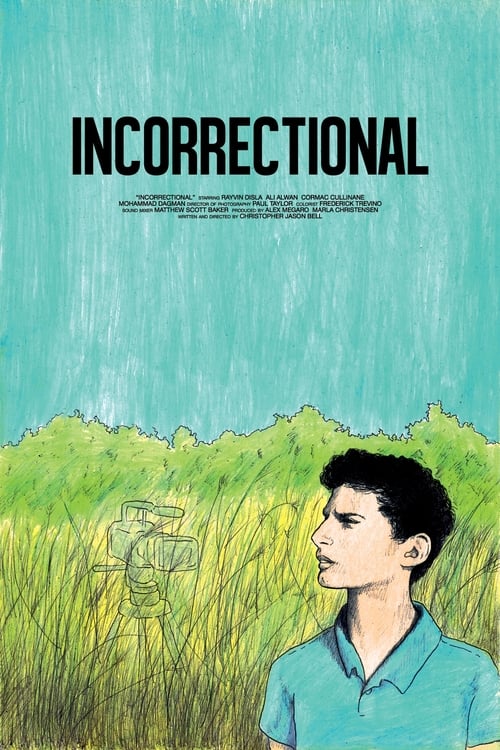 INCORRECTIONAL
"INCORRECTIONAL" STARRING RAYVIN DISLA ALI ALWAN CORMAC CULLINANE
MOHAMMAD DAGMAN DIRECTOR OF PHOTOGRAPHY PAUL TAYLOR COLORIST FREDERICK TREVINO
SOUND MIXER MATTHEW SCOTT BAKER PRODUCED BY ALEX MEGARO MARLA CHRISTENSEN
WRITTEN AND DIRECTED BY CHRISTOPHER JASON BELL